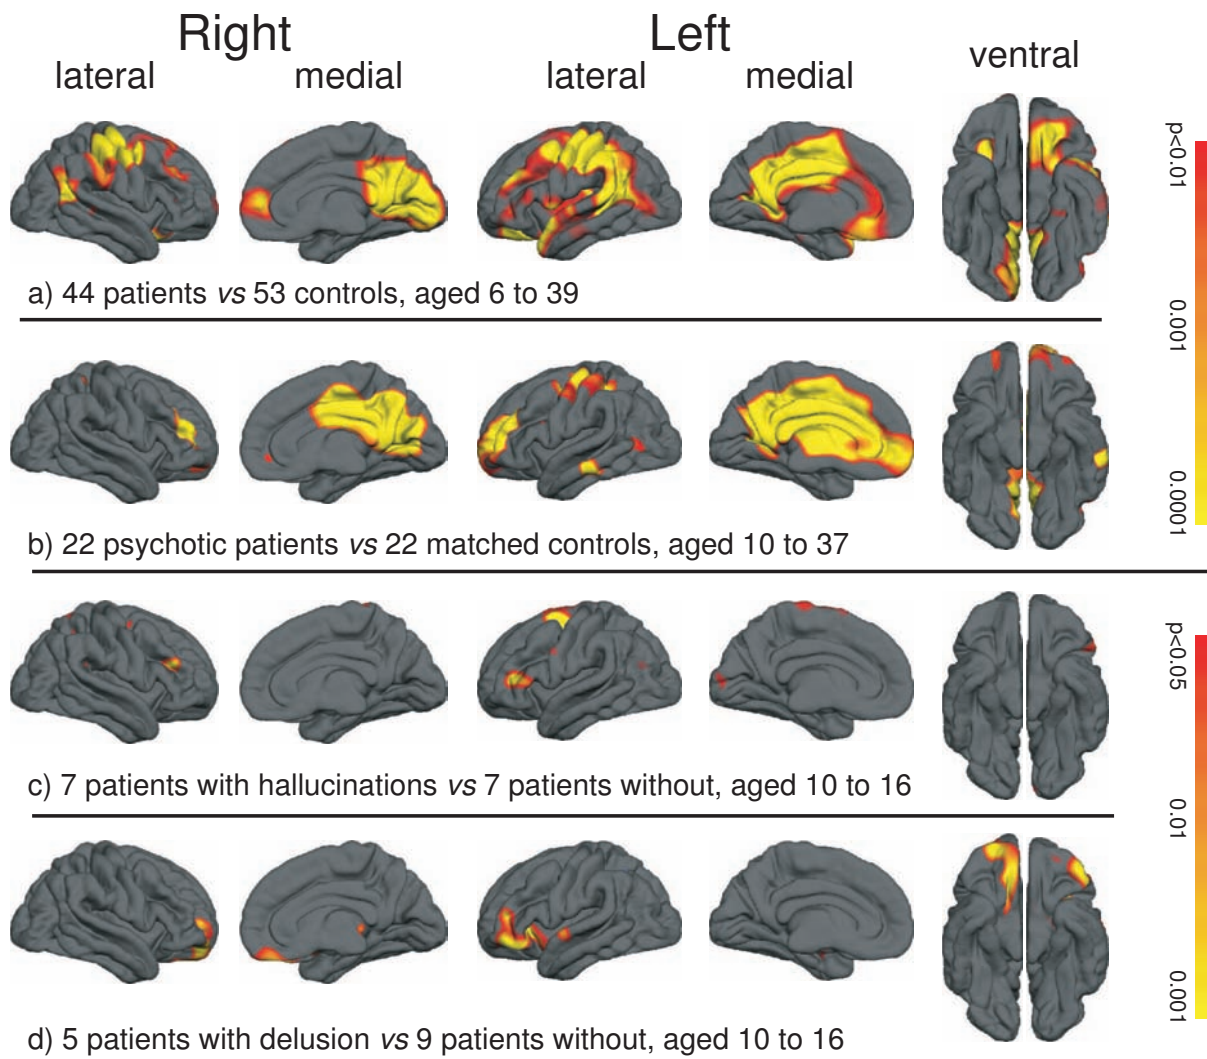 Right Left
lateral medial lateral medial ventral
a) 44 patients vs 53 controls, aged 6 to 39
b) 22 psychotic patients vs 22 matched controls, aged 10 to 37
c) 7 patients with hallucinations vs 7 patients without, aged 10 to 16
d) 5 patients with delusion vs 9 patients without, aged 10 to 16
p<0.01
0.001
0.0001
p<0.05
0.01
0.001